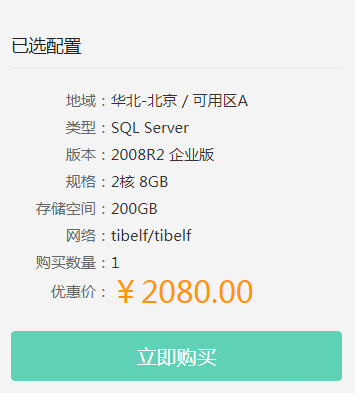 已选配置
地域：华北-北京 / 可用区A
类型：SQL Server
版本：2008R2 企业版
规格：2核 8GB
存储空间：200GB
网络：tibelf/tibelf
购买数量：1
优惠价：￥2080.00
立即购买